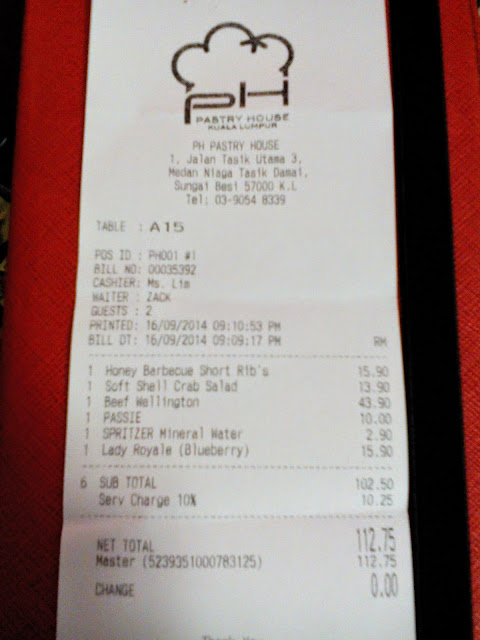 PH
PASTRY HOUSE
KUALA LUMPUR
PH PASTRY HOUSE
1, Jalan Tasik Utama 3,
Medan Niaga Tasik Damai,
Sungai Besi 57000 K.L
Tel: 03-9054 8339
TABLE : A15
POS ID : PH001 #1
BILL NO: 00035392
CASHIER: Ms. Lim
WAITER : ZACK
GUESTS : 2
PRINTED: 16/09/2014 09:10:53 PM
BILL DT: 16/09/2014 09:09:17 PM RM
1 Honey Barbecue Short Rib's 15.90
1 Soft Shell Crab Salad 13.90
1 Beef Wellington 43.90
1 PASSIE 10.00
1 SPRITZER Mineral Water 2.90
1 Lady Royale (Blueberry) 15.90
6 SUB TOTAL 102.50
Serv Charge 10% 10.25
NET TOTAL 112.75
Master (5239351000783125) 112.75
CHANGE 0.00